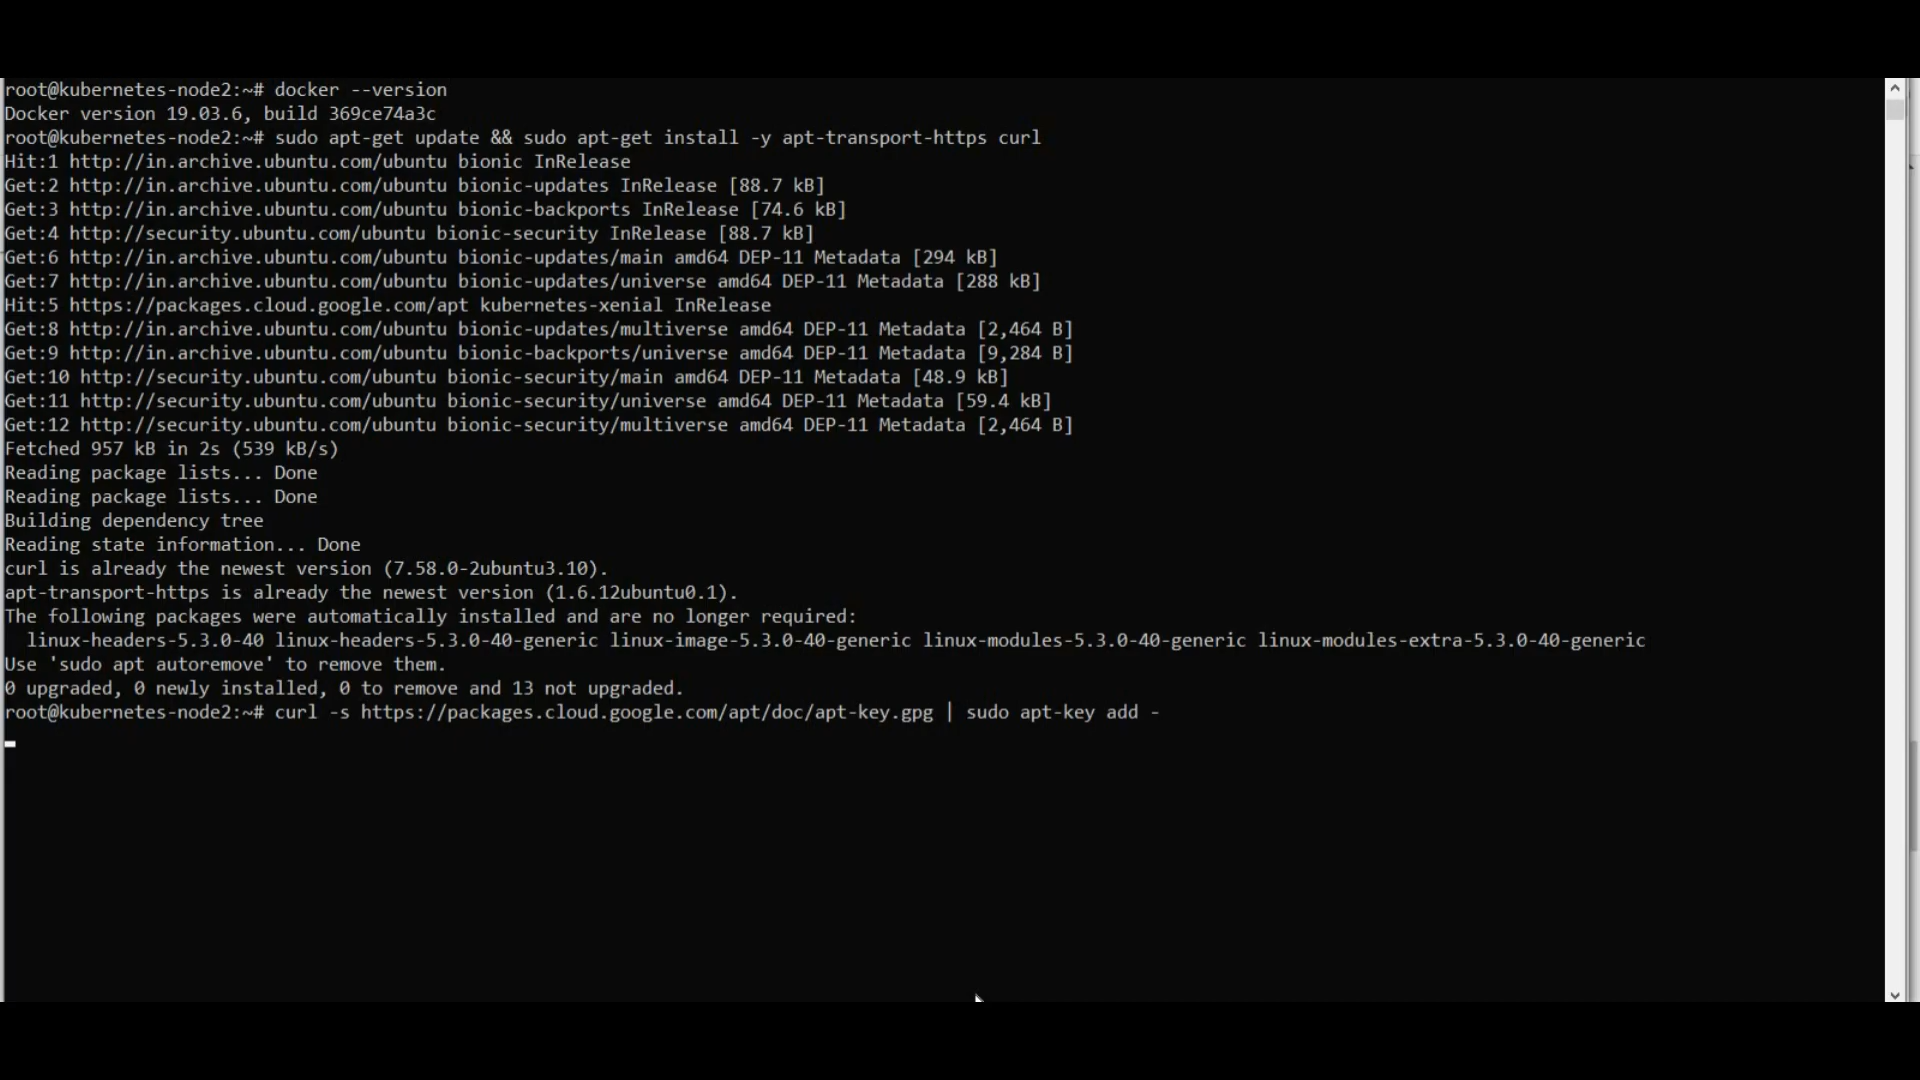 root@kubernetes-node2:~# docker --version
Docker version 19.03.6, build 369ce74a3c
root@kubernetes-node2:~# sudo apt-get update && sudo apt-get install -y apt-transport-https curl
Hit:1 http://in.archive.ubuntu.com/ubuntu bionic InRelease
Get:2 http://in.archive.ubuntu.com/ubuntu bionic-updates InRelease [88.7 kB]
Get:3 http://in.archive.ubuntu.com/ubuntu bionic-backports InRelease [74.6 kB]
Get:4 http://security.ubuntu.com/ubuntu bionic-security InRelease [88.7 kB]
Get:6 http://in.archive.ubuntu.com/ubuntu bionic-updates/main amd64 DEP-11 Metadata [294 kB]
Get:7 http://in.archive.ubuntu.com/ubuntu bionic-updates/universe amd64 DEP-11 Metadata [288 kB]
Hit:5 https://packages.cloud.google.com/apt kubernetes-xenial InRelease
Get:8 http://in.archive.ubuntu.com/ubuntu bionic-updates/multiverse amd64 DEP-11 Metadata [2,464 B]
Get:9 http://in.archive.ubuntu.com/ubuntu bionic-backports/universe amd64 DEP-11 Metadata [9,284 B]
Get:10 http://security.ubuntu.com/ubuntu bionic-security/main amd64 DEP-11 Metadata [48.9 kB]
Get:11 http://security.ubuntu.com/ubuntu bionic-security/universe amd64 DEP-11 Metadata [59.4 kB]
Get:12 http://security.ubuntu.com/ubuntu bionic-security/multiverse amd64 DEP-11 Metadata [2,464 B]
Fetched 957 kB in 2s (539 kB/s)
Reading package lists... Done
Reading package lists... Done
Building dependency tree
Reading state information... Done
curl is already the newest version (7.58.0-2ubuntu3.10).
apt-transport-https is already the newest version (1.6.12ubuntu0.1).
The following packages were automatically installed and are no longer required:
  linux-headers-5.3.0-40 linux-headers-5.3.0-40-generic linux-image-5.3.0-40-generic linux-modules-5.3.0-40-generic linux-modules-extra-5.3.0-40-generic
Use 'sudo apt autoremove' to remove them.
0 upgraded, 0 newly installed, 0 to remove and 13 not upgraded.
root@kubernetes-node2:~# curl -s https://packages.cloud.google.com/apt/doc/apt-key.gpg | sudo apt-key add -